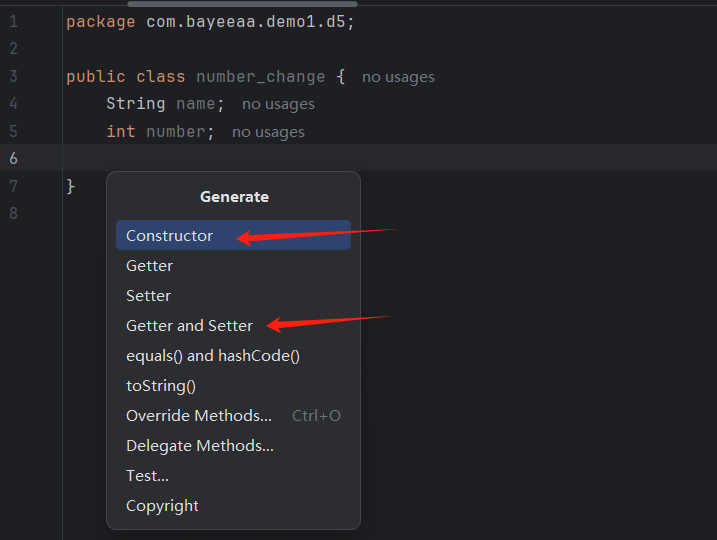 1 package com.bayeeaa.demo1.d5;
2
3 public class number_change { no usages
4 String name; no usages
5 int number; no usages
6
7 }
8
Generate
Constructor
Getter
Setter
Getter and Setter
equals() and hashCode()
toString()
Override Methods... Ctrl+O
Delegate Methods...
Test...
Copyright